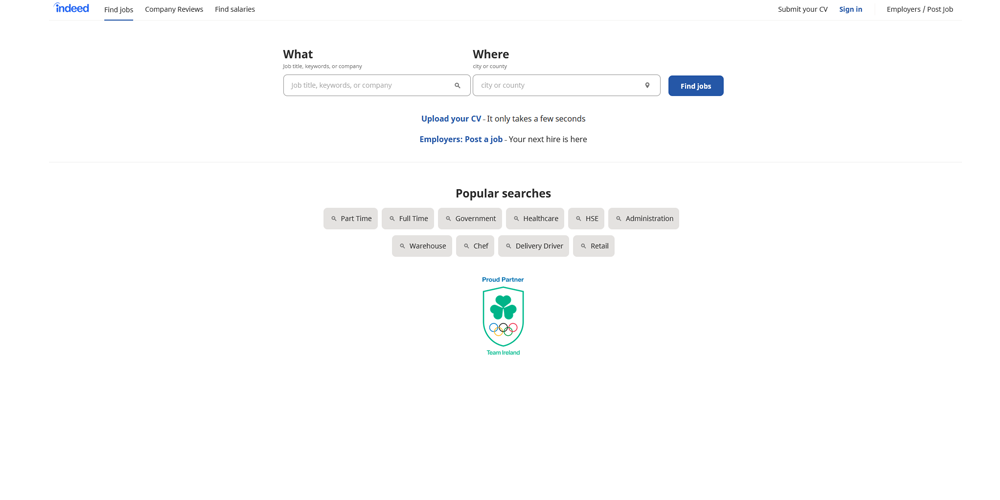 indeed
Find jobs
Company Reviews
Find salaries
Submit your CV
Sign in
Employers / Post Job
What
Job title, keywords, or company
Where
city or county
job title, keywords, or company
city or county
Find jobs
Upload your CV - It only takes a few seconds
Employers: Post a job - Your next hire is here
Popular searches
Part Time
Full Time
Government
Healthcare
HSE
Administration
Warehouse
Chef
Delivery Driver
Retail
Proud Partner
Team Ireland